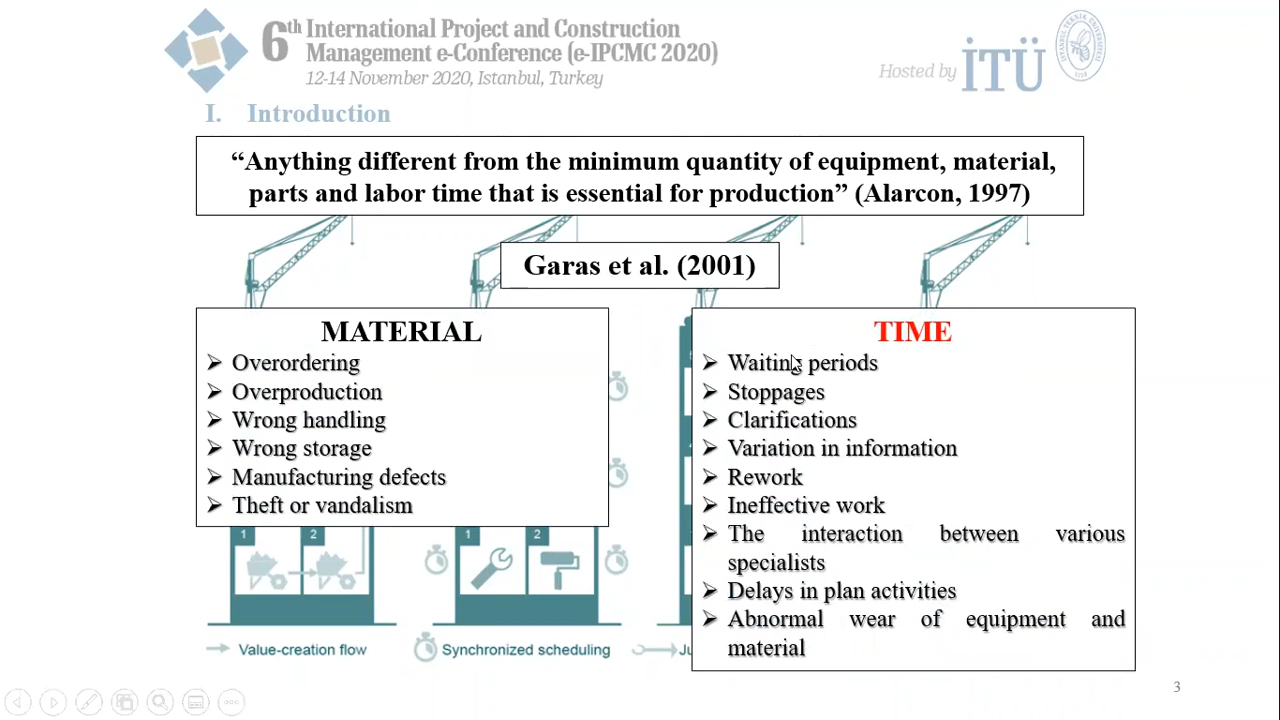 6th International Project and Construction
Management e-Conference (e-IPCMC 2020)
12-14 November 2020, Istanbul, Turkey
Hosted by İTÜ
I. Introduction
“Anything different from the minimum quantity of equipment, material,
parts and labor time that is essential for production” (Alarcon, 1997)
Garas et al. (2001)
MATERIAL
Overordering
Overproduction
Wrong handling
Wrong storage
Manufacturing defects
Theft or vandalism
TIME
Waiting periods
Stoppages
Clarifications
Variation in information
Rework
Ineffective work
The interaction between various
specialists
Delays in plan activities
Abnormal wear of equipment and
material
1 2
1 2
Value-creation flow
Synchronized scheduling
3